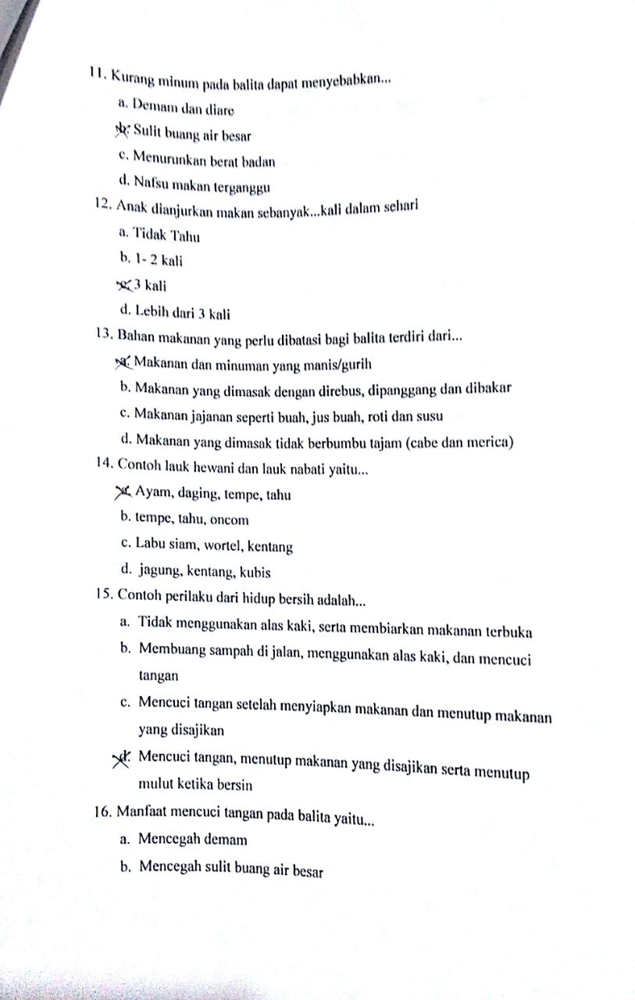 11. Kurang minum pada balita dapat menyebabkan...
a. Demam dan diare
b. Sulit buang air besar
c. Menurunkan berat badan
d. Nafsu makan terganggu
12. Anak dianjurkan makan sebanyak...kali dalam sehari
a. Tidak Tahu
b. 1- 2 kali
c. 3 kali
d. Lebih dari 3 kali
13. Bahan makanan yang perlu dibatasi bagi balita terdiri dari...
a. Makanan dan minuman yang manis/gurih
b. Makanan yang dimasak dengan direbus, dipanggang dan dibakar
c. Makanan jajanan seperti buah, jus buah, roti dan susu
d. Makanan yang dimasak tidak berbumbu tajam (cabe dan merica)
14. Contoh lauk hewani dan lauk nabati yaitu...
a. Ayam, daging, tempe, tahu
b. tempe, tahu, oncom
c. Labu siam, wortel, kentang
d. jagung, kentang, kubis
15. Contoh perilaku dari hidup bersih adalah...
a. Tidak menggunakan alas kaki, serta membiarkan makanan terbuka
b. Membuang sampah di jalan, menggunakan alas kaki, dan mencuci
tangan
c. Mencuci tangan setelah menyiapkan makanan dan menutup makanan
yang disajikan
d. Mencuci tangan, menutup makanan yang disajikan serta menutup
mulut ketika bersin
16. Manfaat mencuci tangan pada balita yaitu...
a. Mencegah demam
b. Mencegah sulit buang air besar